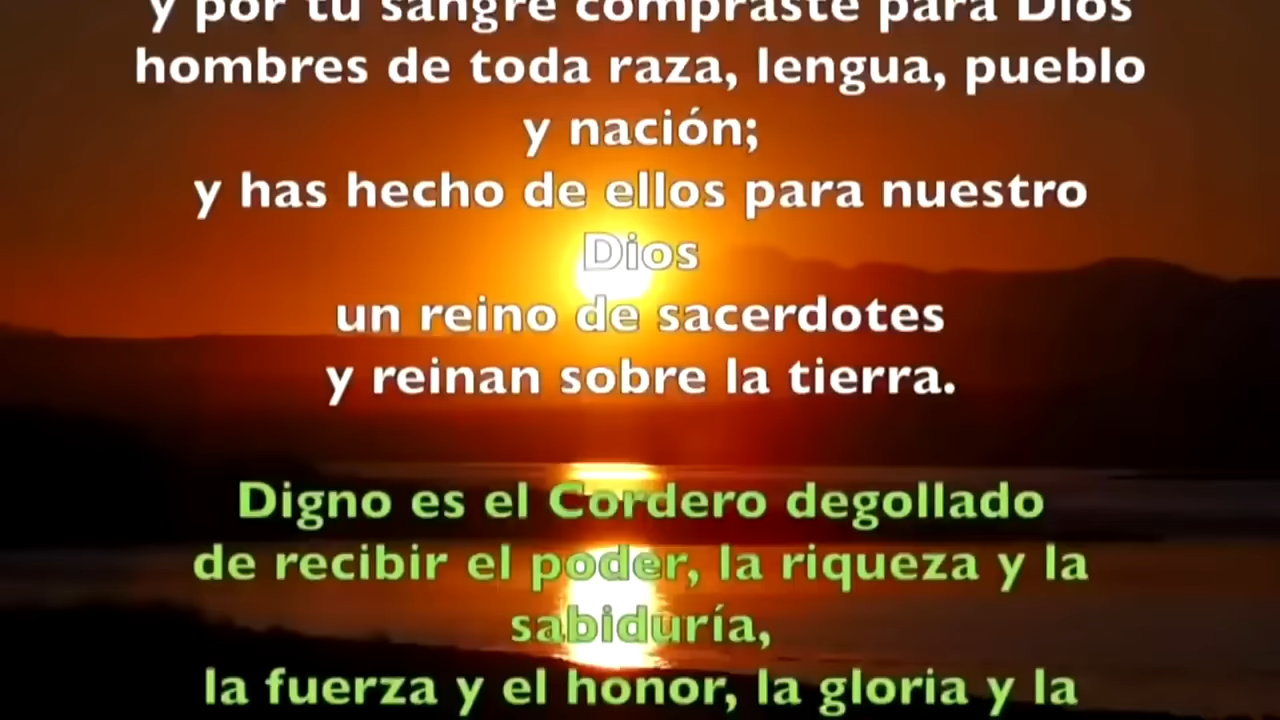 y por tu sangre compraste para Dios
hombres de toda raza, lengua, pueblo
y nación;
y has hecho de ellos para nuestro
Dios
un reino de sacerdotes
y reinan sobre la tierra.
Digno es el Cordero degollado
de recibir el poder, la riqueza y la
sabiduría,
la fuerza y el honor, la gloria y la